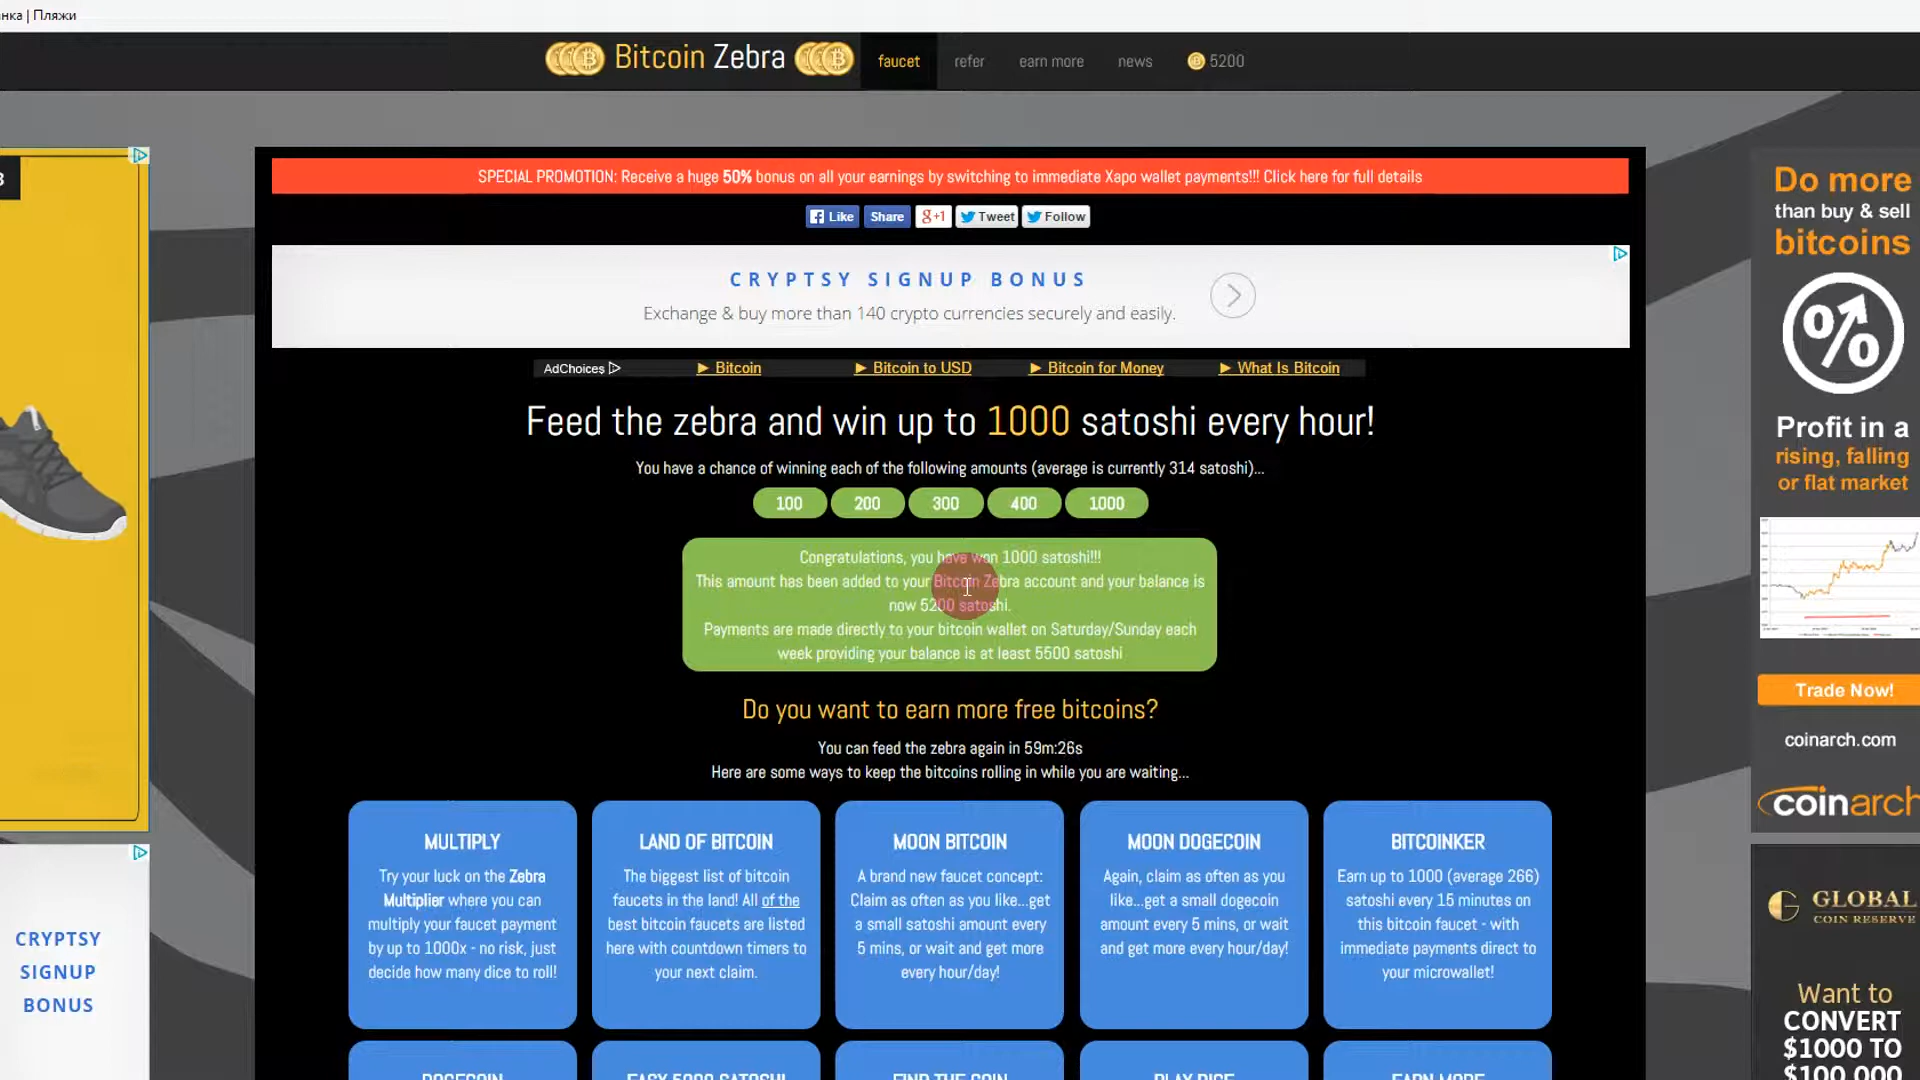 нка | Пляжи
Bitcoin Zebra
faucet
refer
earn more
news
5200
SPECIAL PROMOTION: Receive a huge 50% bonus on all your earnings by switching to immediate Xapo wallet payments!!! Click here for full details
Like
Share
g+1
Tweet
Follow
CRYPTSY SIGNUP BONUS
Exchange & buy more than 140 crypto currencies securely and easily.
AdChoices
► Bitcoin
► Bitcoin to USD
► Bitcoin for Money
► What Is Bitcoin
Feed the zebra and win up to 1000 satoshi every hour!
You have a chance of winning each of the following amounts (average is currently 314 satoshi)...
100
200
300
400
1000
Congratulations, you have won 1000 satoshi!!!
This amount has been added to your Bitcoin Zebra account and your balance is
now 5200 satoshi.
Payments are made directly to your bitcoin wallet on Saturday/Sunday each
week providing your balance is at least 5500 satoshi
Do you want to earn more free bitcoins?
You can feed the zebra again in 59m:26s
Here are some ways to keep the bitcoins rolling in while you are waiting...
MULTIPLY
Try your luck on the Zebra
Multiplier where you can
multiply your faucet payment
by up to 1000x - no risk, just
decide how many dice to roll!
LAND OF BITCOIN
The biggest list of bitcoin
faucets in the land! All of the
best bitcoin faucets are listed
here with countdown timers to
your next claim.
MOON BITCOIN
A brand new faucet concept:
Claim as often as you like...get
a small satoshi amount every
5 mins, or wait and get more
every hour/day!
MOON DOGECOIN
Again, claim as often as you
like...get a small dogecoin
amount every 5 mins, or wait
and get more every hour/day!
BITCOINKER
Earn up to 1000 (average 266)
satoshi every 15 minutes on
this bitcoin faucet - with
immediate payments direct to
your microwallet!
DOGECOIN
EASY 5000 SATOSHI
FIND THE COIN
PLAY DICE
EARN MORE
CRYPTSY
SIGNUP
BONUS
Do more
than buy & sell
bitcoins
%
Profit in a
rising, falling
or flat market
Trade Now!
coinarch.com
coinarch
GLOBAL
COIN RESERVE
Want to
CONVERT
$1000 TO
$100,000